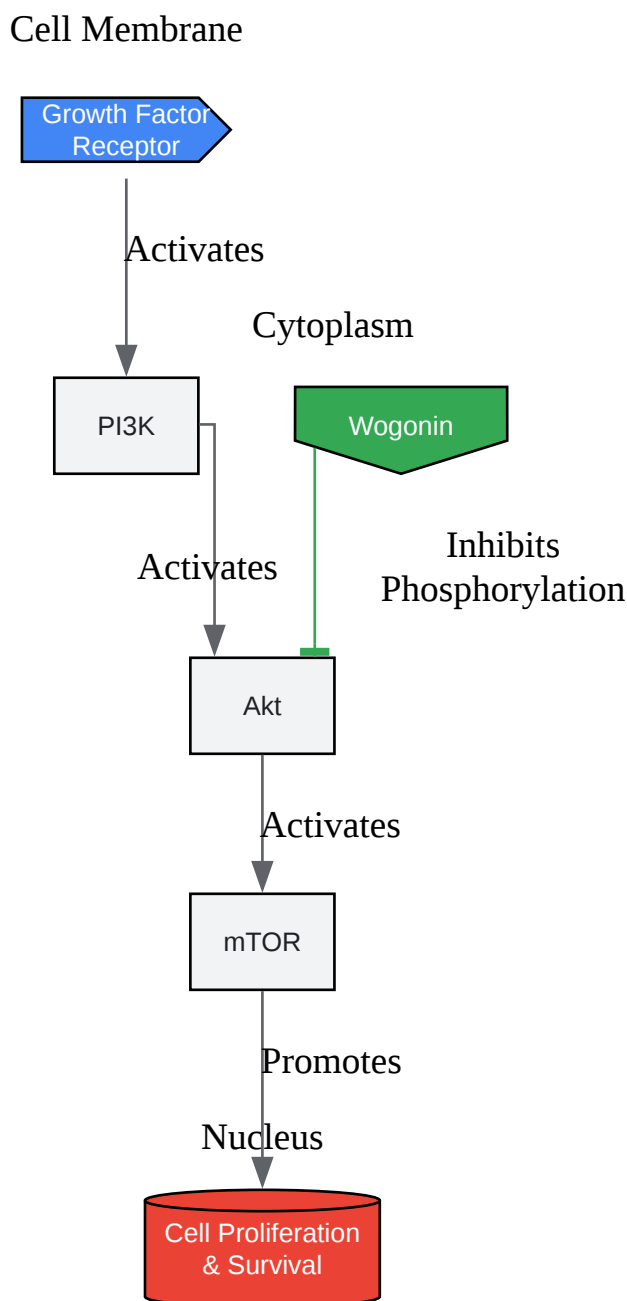 Cell Membrane
Growth Factor
Receptor
Activates
Cytoplasm
PI3K
Wogonin
Inhibits
Phosphorylation
Activates
Akt
Activates
mTOR
Promotes
Nucleus
Cell Proliferation
& Survival